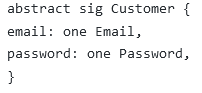 abstract sig Customer {
email: one Email,
password: one Password,
}